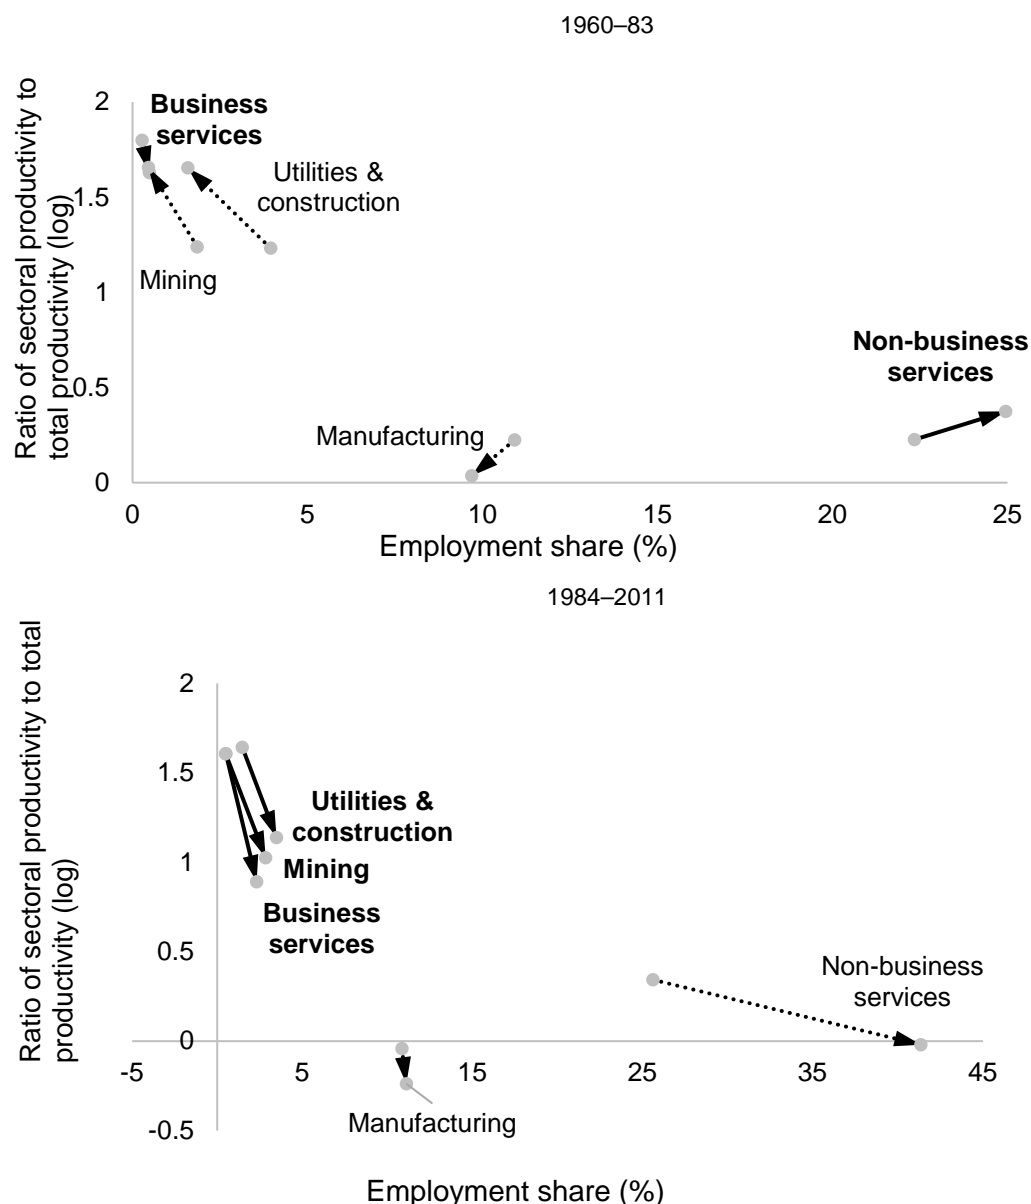 1960–83
Ratio of sectoral productivity to
total productivity (log)
2
1.5
1
0.5
0
Business
services
Utilities &
construction
Mining
Non-business
services
Manufacturing
0 5 10 15 20 25
Employment share (%)
1984–2011
Ratio of sectoral productivity to total
productivity (log)
2
1.5
1
0.5
0
-0.5
Utilities &
construction
Mining
Business
services
Non-business
services
-5 5 15 25 35 45
Manufacturing
Employment share (%)